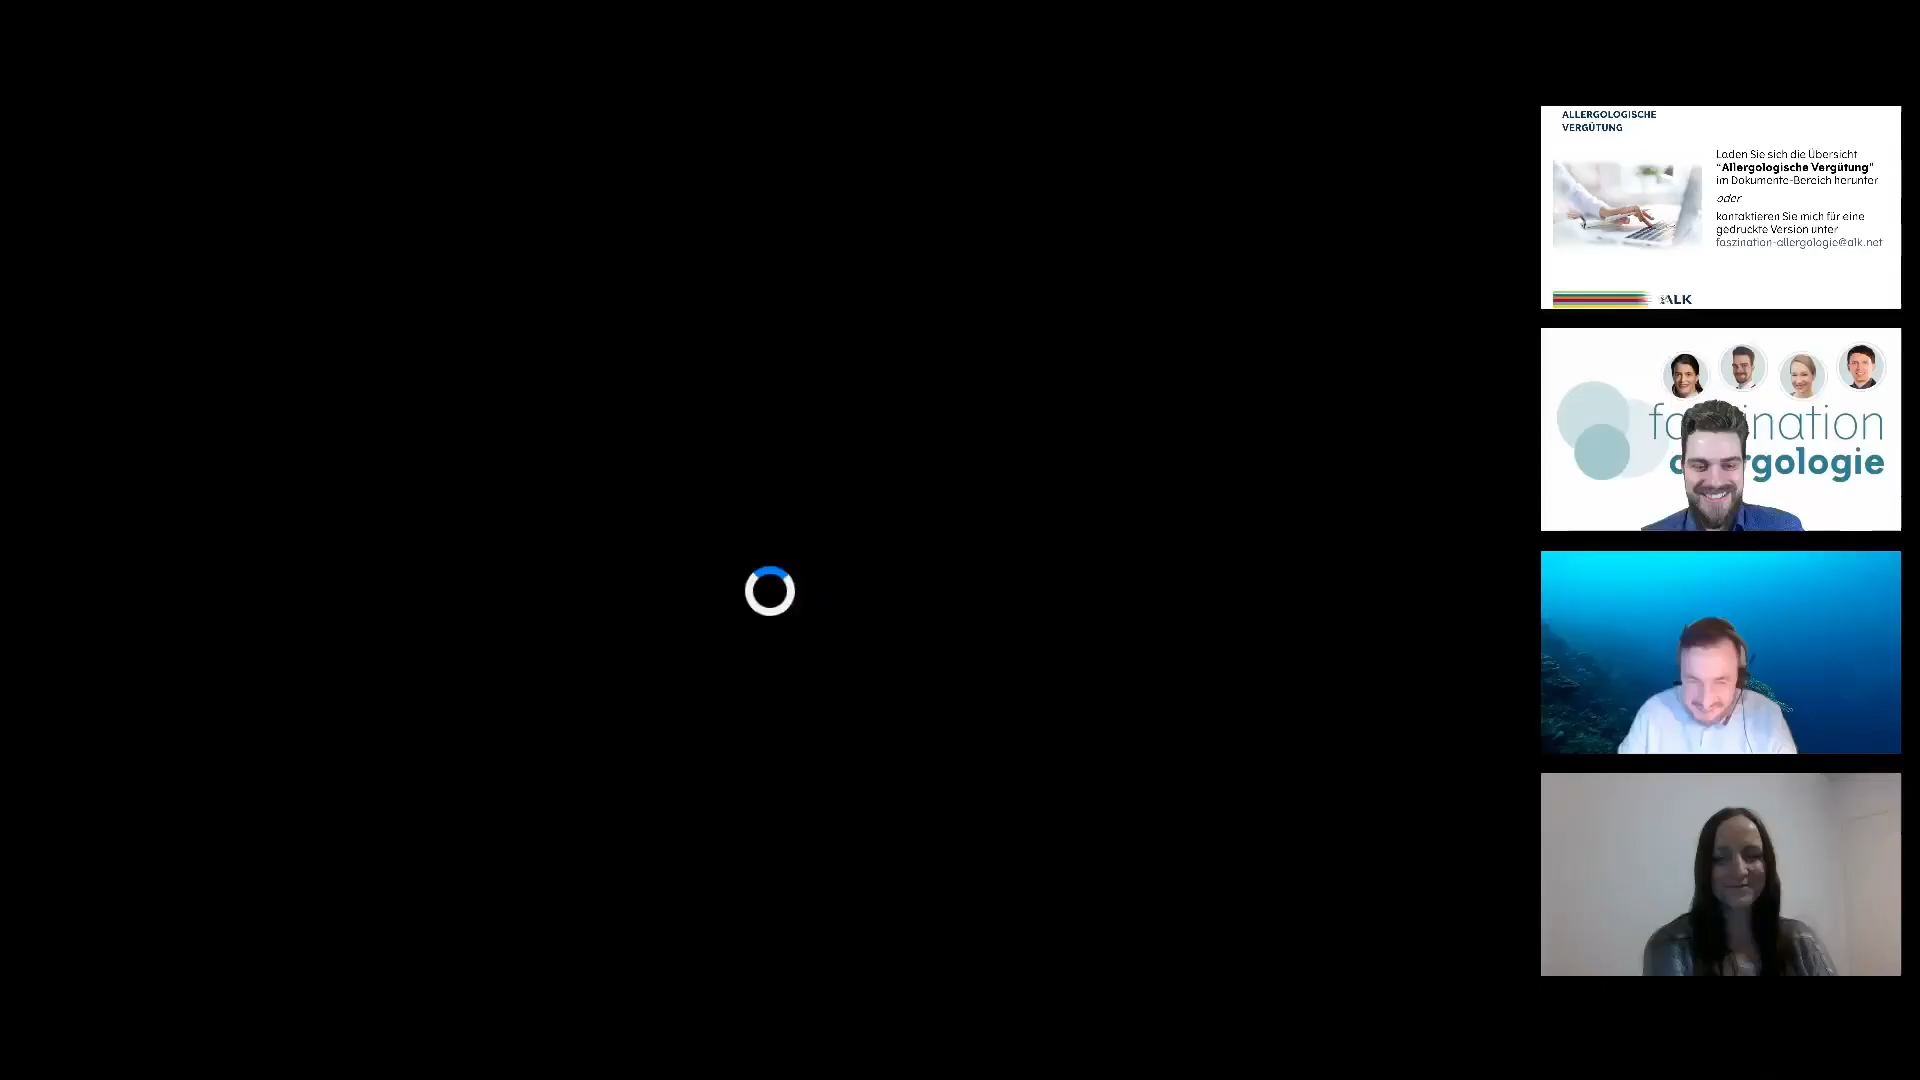 ALLERGOLOGISCHE
VERGÜTUNG
Laden Sie sich die Übersicht
"Allergologische Vergütung"
im Dokumente-Bereich herunter
oder
kontaktieren Sie mich für eine
gedruckte Version unter
faszination-allergologie@alk.net
ALK
ination
rgologie